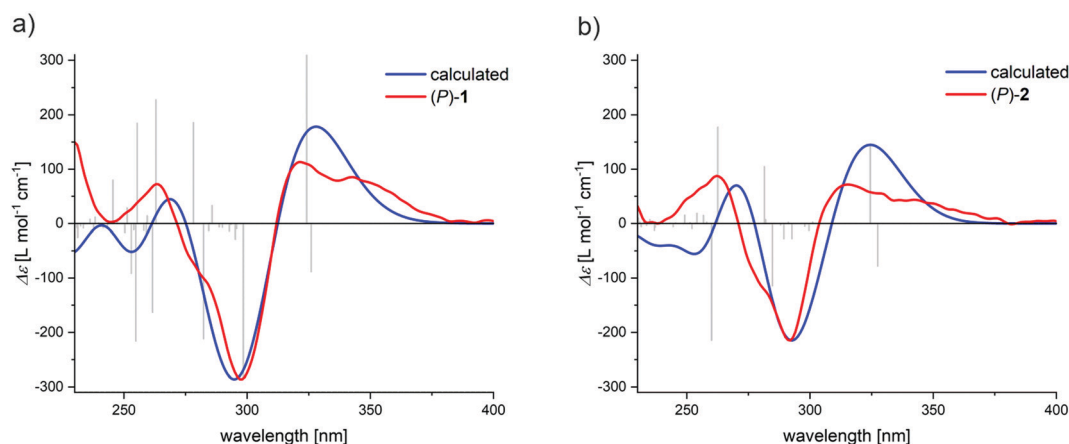 a)
300
200
100
0
-100
-200
-300
Δε [L mol⁻¹ cm⁻¹]
250
300
350
400
wavelength [nm]
calculated
(P)-1
b)
300
200
100
0
-100
-200
-300
Δε [L mol⁻¹ cm⁻¹]
250
300
350
400
wavelength [nm]
calculated
(P)-2